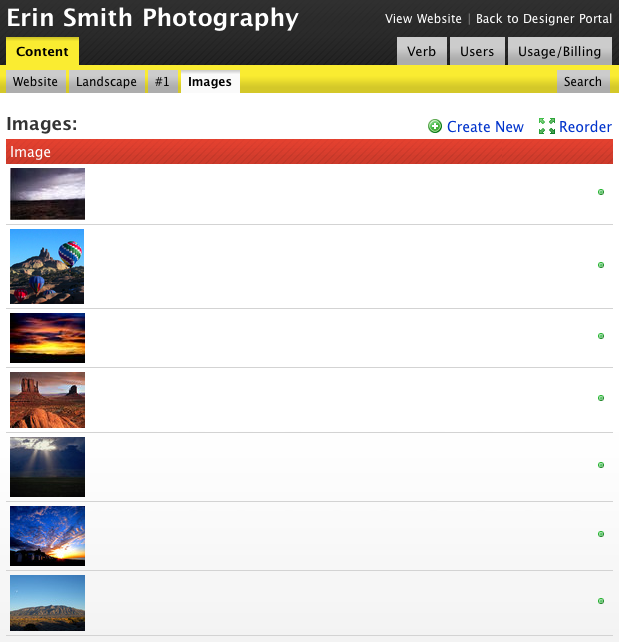 Erin Smith Photography
View Website | Back to Designer Portal
Content Verb Users Usage/Billing
Website Landscape #1 Images Search
Images: Create New Reorder
Image